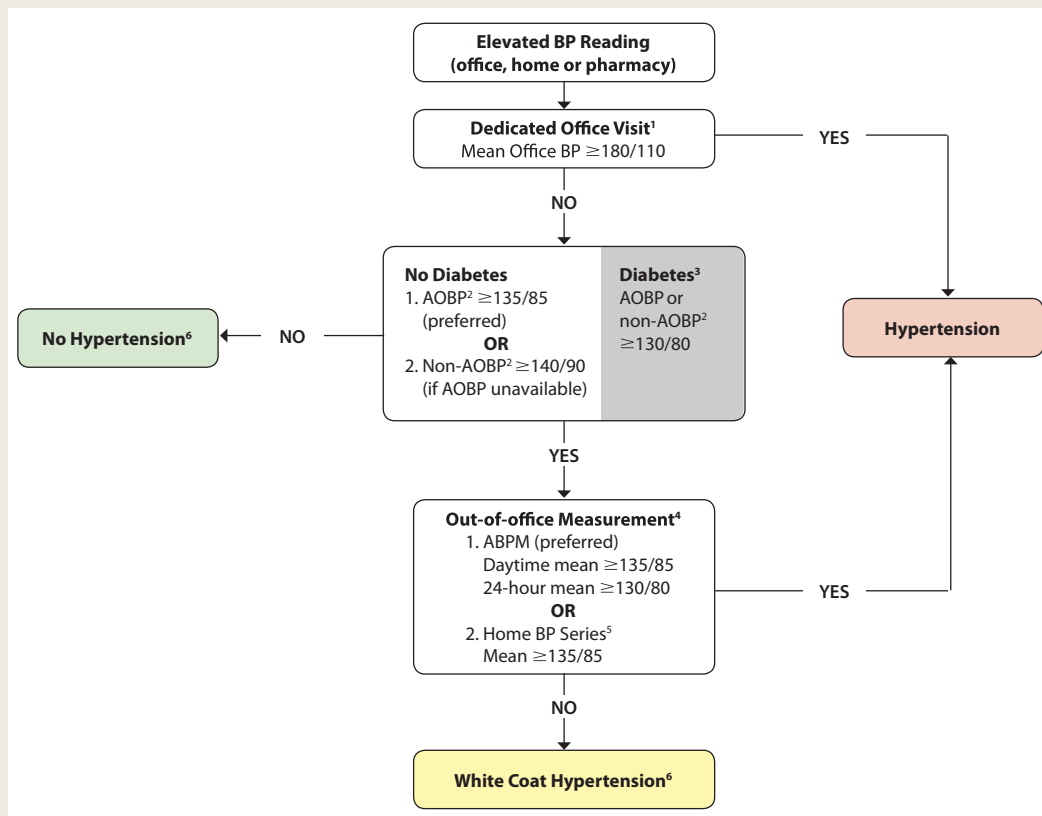 Elevated BP Reading
(office, home or pharmacy)
Dedicated Office Visit¹
Mean Office BP ≥180/110
YES
NO
No Diabetes
1. AOBP² ≥135/85
(preferred)
OR
2. Non-AOBP² ≥140/90
(if AOBP unavailable)
Diabetes³
AOBP or
non-AOBP²
≥130/80
No Hypertension⁶
NO
Hypertension
YES
Out-of-office Measurement⁴
1. ABPM (preferred)
Daytime mean ≥135/85
24-hour mean ≥130/80
OR
2. Home BP Series⁵
Mean ≥135/85
YES
NO
White Coat Hypertension⁶